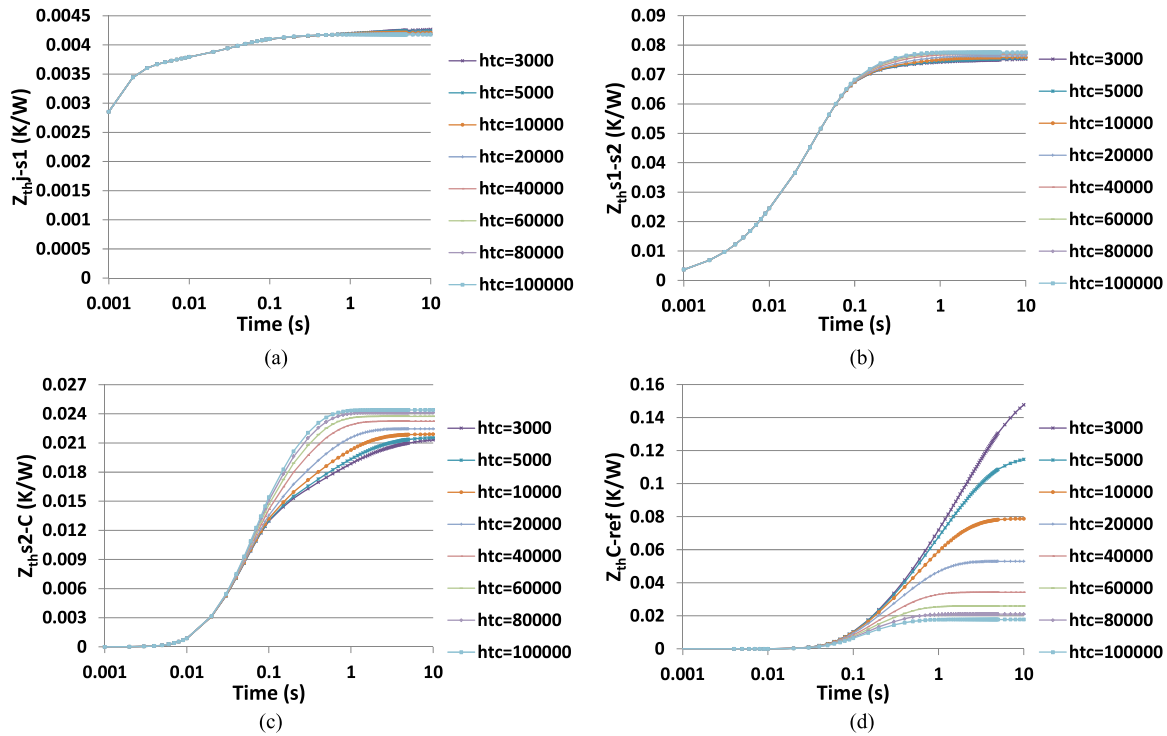 0.0045
0.004
0.0035
0.003
0.0025
0.002
0.0015
0.001
0.0005
0
Zthj-s1 (K/W)
0.001 0.01 0.1 1 10
Time (s)
htc=3000
htc=5000
htc=10000
htc=20000
htc=40000
htc=60000
htc=80000
htc=100000
(a)
0.09
0.08
0.07
0.06
0.05
0.04
0.03
0.02
0.01
0
Zths1-s2 (K/W)
0.001 0.01 0.1 1 10
Time (s)
htc=3000
htc=5000
htc=10000
htc=20000
htc=40000
htc=60000
htc=80000
htc=100000
(b)
0.027
0.024
0.021
0.018
0.015
0.012
0.009
0.006
0.003
0
Zths2-C (K/W)
0.001 0.01 0.1 1 10
Time (s)
htc=3000
htc=5000
htc=10000
htc=20000
htc=40000
htc=60000
htc=80000
htc=100000
(c)
0.16
0.14
0.12
0.1
0.08
0.06
0.04
0.02
0
ZthC-ref (K/W)
0.001 0.01 0.1 1 10
Time (s)
htc=3000
htc=5000
htc=10000
htc=20000
htc=40000
htc=60000
htc=80000
htc=100000
(d)